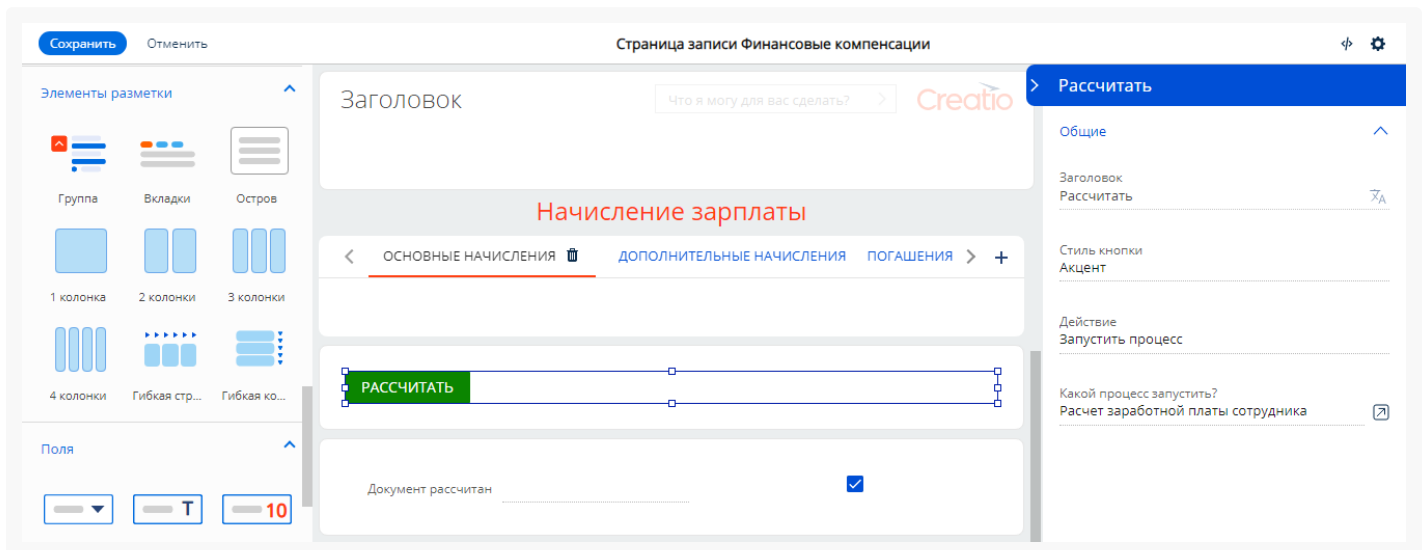 Сохранить
Отменить
Страница записи Финансовые компенсации
Элементы разметки
Группа
Вкладки
Остров
1 колонка
2 колонки
3 колонки
4 колонки
Гибкая стр...
Гибкая ко...
Поля
T
10
Заголовок
Что я могу для вас сделать?
Creatio
Начисление зарплаты
ОСНОВНЫЕ НАЧИСЛЕНИЯ
ДОПОЛНИТЕЛЬНЫЕ НАЧИСЛЕНИЯ
ПОГАШЕНИЯ
РАССЧИТАТЬ
Документ рассчитан
Рассчитать
Общие
Заголовок
Рассчитать
Стиль кнопки
Акцент
Действие
Запустить процесс
Какой процесс запустить?
Расчет заработной платы сотрудника